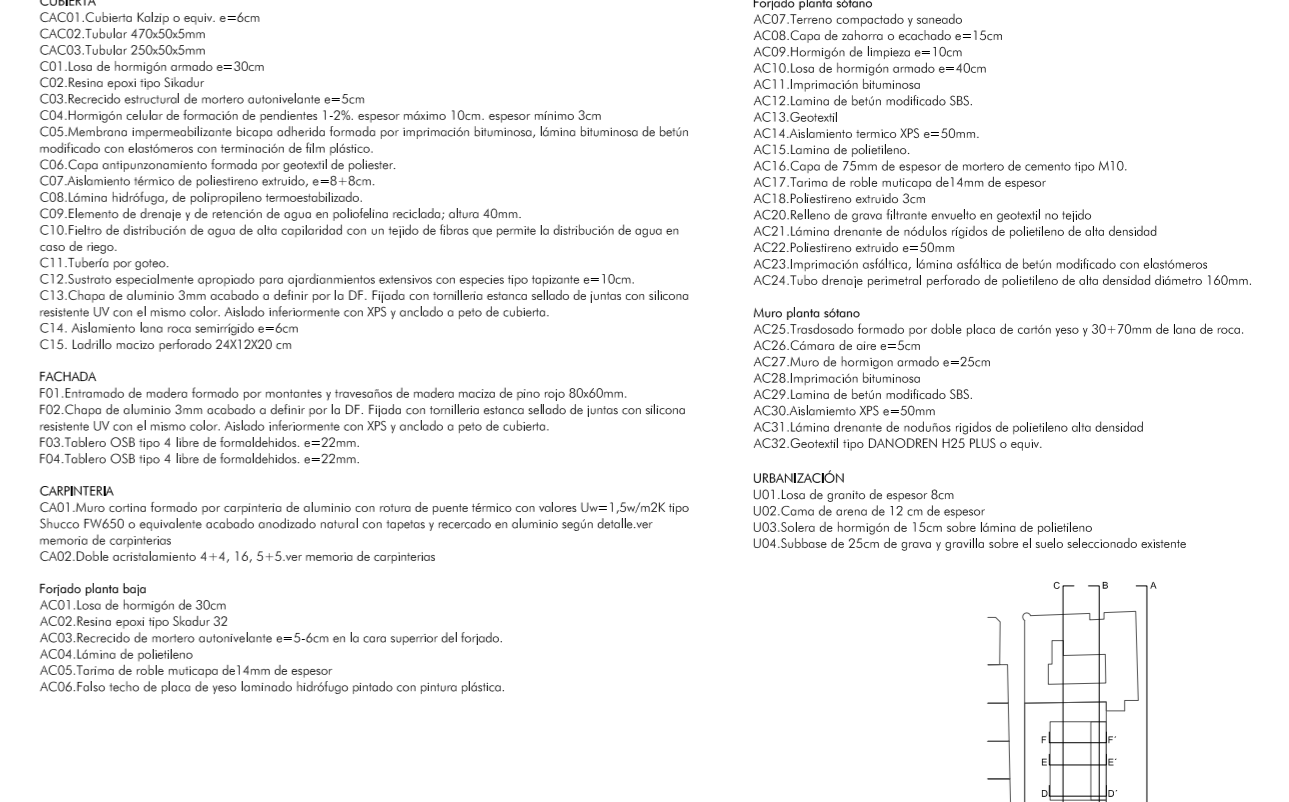 CUBIERTA
CAC01.Cubierta Kalzip o equiv. e=6cm
CAC02.Tubular 470x50x5mm
CAC03.Tubular 250x50x5mm
C01.Losa de hormigón armado e=30cm
C02.Resina epoxi tipo Sikadur
C03.Recrecido estructural de mortero autonivelante e=5cm
C04.Hormigón celular de formación de pendientes 1-2%. espesor máximo 10cm. espesor mínimo 3cm
C05.Membrana impermeabilizante bicapa adherida formada por imprimación bituminosa, lámina bituminosa de betún
modificado con elastómeros con terminación de film plástico.
C06.Capa antipunzonamiento formada por geotextil de poliester.
C07.Aislamiento térmico de poliestireno extruido, e=8+8cm.
C08.Lámina hidrófuga, de polipropileno termoestabilizado.
C09.Elemento de drenaje y de retención de agua en poliofelina reciclada; altura 40mm.
C10.Fieltro de distribución de agua de alta capilaridad con un tejido de fibras que permite la distribución de agua en
caso de riego.
C11.Tubería por goteo.
C12.Sustrato especialmente apropiado para ajardianmientos extensivos con especies tipo tapizante e=10cm.
C13.Chapa de aluminio 3mm acabado a definir por la DF. Fijada con tornilleria estanca sellado de juntas con silicona
resistente UV con el mismo color. Aislado inferiormente con XPS y anclado a peto de cubierta.
C14. Aislamiento lana roca semirrígido e=6cm
C15. Ladrillo macizo perforado 24X12X20 cm
FACHADA
F01.Entramado de madera formado por montantes y travesaños de madera maciza de pino rojo 80x60mm.
F02.Chapa de aluminio 3mm acabado a definir por la DF. Fijada con tornilleria estanca sellado de juntas con silicona
resistente UV con el mismo color. Aislado inferiormente con XPS y anclado a peto de cubierta.
F03.Tablero OSB tipo 4 libre de formaldehidos. e=22mm.
F04.Tablero OSB tipo 4 libre de formaldehidos. e=22mm.
CARPINTERIA
CA01.Muro cortina formado por carpinteria de aluminio con rotura de puente térmico con valores Uw=1,5w/m2K tipo
Shucco FW650 o equivalente acabado anodizado natural con tapetas y recercado en aluminio según detalle.ver
memoria de carpinterias
CA02.Doble acristalamiento 4+4, 16, 5+5.ver memoria de carpinterias
Forjado planta baja
AC01.Losa de hormigón de 30cm
AC02.Resina epoxi tipo Skadur 32
AC03.Recrecido de mortero autonivelante e=5-6cm en la cara superrior del forjado.
AC04.Lámina de polietileno
AC05.Tarima de roble muticapa de14mm de espesor
AC06.Falso techo de placa de yeso laminado hidrófugo pintado con pintura plástica.
Forjado planta sótano
AC07.Terreno compactado y saneado
AC08.Capa de zahorra o ecachado e=15cm
AC09.Hormigón de limpieza e=10cm
AC10.Losa de hormigón armado e=40cm
AC11.Imprimación bituminosa
AC12.Lamina de betún modificado SBS.
AC13.Geotextil
AC14.Aislamiento termico XPS e=50mm.
AC15.Lamina de polietileno.
AC16.Capa de 75mm de espesor de mortero de cemento tipo M10.
AC17.Tarima de roble muticapa de14mm de espesor
AC18.Poliestireno extruido 3cm
AC20.Relleno de grava filtrante envuelto en geotextil no tejido
AC21.Lámina drenante de nódulos rígidos de polietileno de alta densidad
AC22.Poliestireno extruido e=50mm
AC23.Imprimación asfáltica, lámina asfáltica de betún modificado con elastómeros
AC24.Tubo drenaje perimetral perforado de polietileno de alta densidad diámetro 160mm.
Muro planta sótano
AC25.Trasdosado formado por doble placa de cartón yeso y 30+70mm de lana de roca.
AC26.Cámara de aire e=5cm
AC27.Muro de hormigon armado e=25cm
AC28.Imprimación bituminosa
AC29.Lamina de betún modificado SBS.
AC30.Aislamiemto XPS e=50mm
AC31.Lámina drenante de noduños rigidos de polietileno alta densidad
AC32.Geotextil tipo DANODREN H25 PLUS o equiv.
URBANIZACIÓN
U01.Losa de granito de espesor 8cm
U02.Cama de arena de 12 cm de espesor
U03.Solera de hormigón de 15cm sobre lámina de polietileno
U04.Subbase de 25cm de grava y gravilla sobre el suelo seleccionado existente
C B A
F F'
E E'
D D'